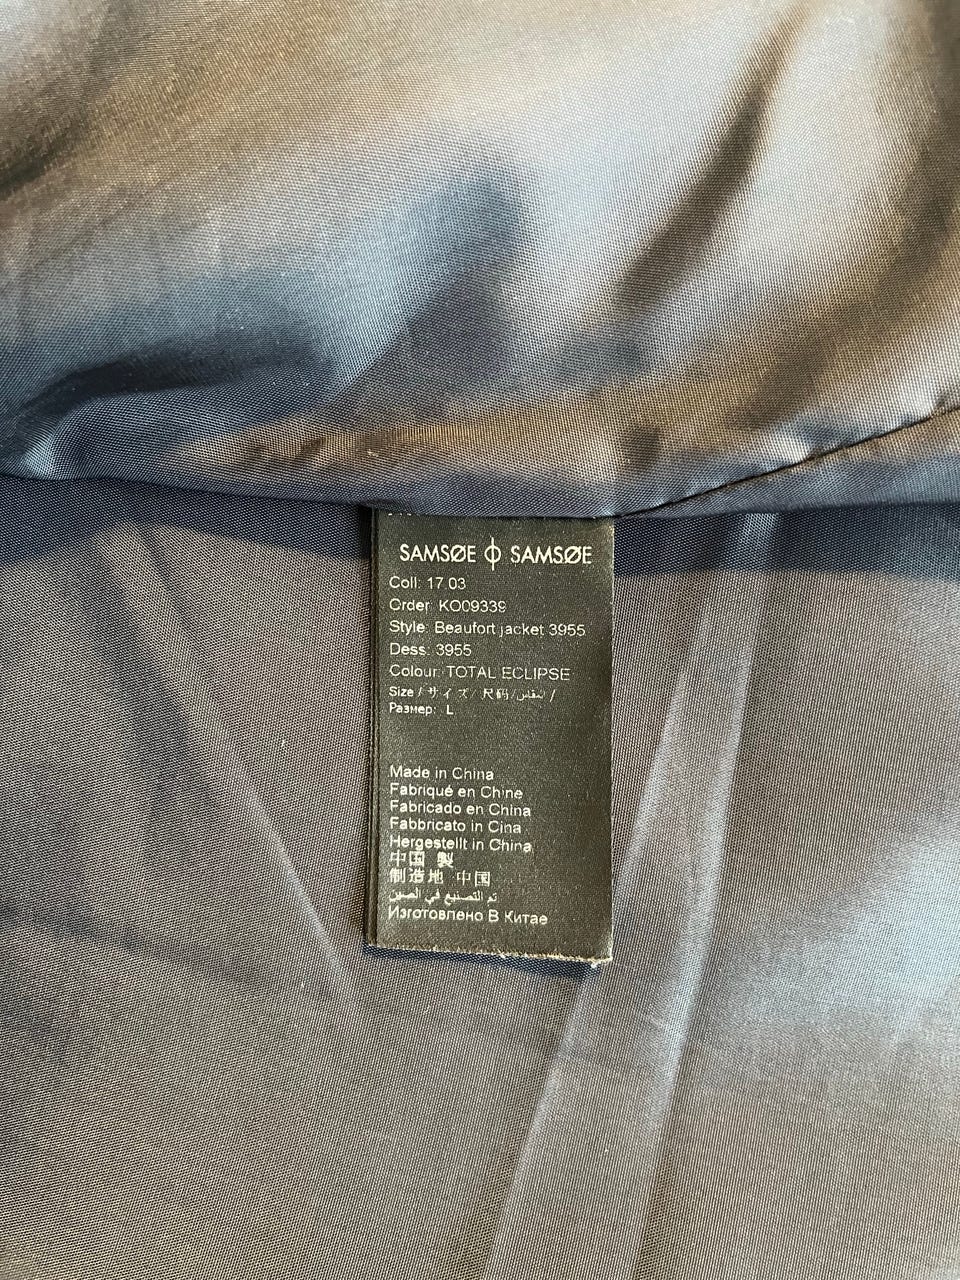 SAMSØE ɸ SAMSØE
Coll: 17 03
Order: KO09339
Style: Beaufort jacket 3955
Dess: 3955
Colour: TOTAL ECLIPSE
Size / サイズ/ 尺码/المقاس /
Размер: L
Made in China
Fabriqué en Chine
Fabricado en China
Fabbricato in Cina
Hergestellt in China
中国 製
制造地 中国
تم التصنيع في الصين
Изготовлено В Китае